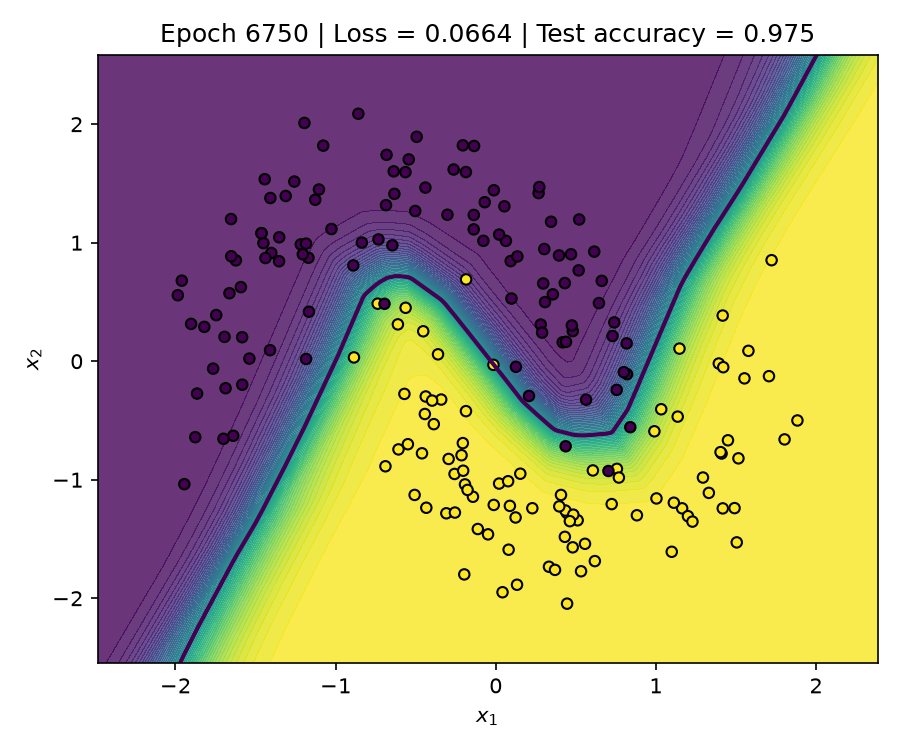 Epoch 6750 | Loss = 0.0664 | Test accuracy = 0.975
2
1
0
−1
−2
x₂
−2 −1 0 1 2
x₁